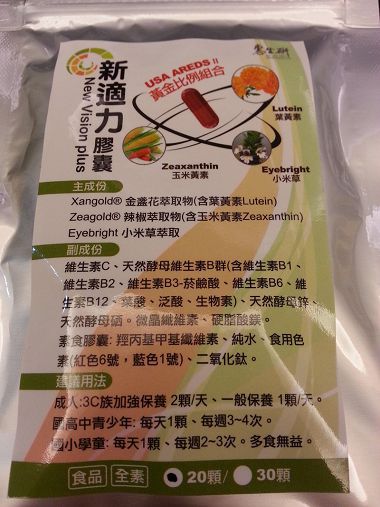 USA AREDS II
黃金比例組合
新適力膠囊
New Vision plus
Lutein
葉黃素
Zeaxanthin
玉米黃素
Eyebright
小米草
主成份
Xangold® 金盞花萃取物(含葉黃素Lutein)
Zeagold® 辣椒萃取物(含玉米黃素Zeaxanthin)
Eyebright 小米草萃取
副成份
維生素C、天然酵母維生素B群(含維生素B1、
維生素B2、維生素B3-菸鹼酸、維生素B6、維
生素B12、葉酸、泛酸、生物素)、天然酵母鋅、
天然酵母硒。微晶纖維素、硬脂酸鎂。
素食膠囊: 羥丙基甲基纖維素、純水、食用色
素(紅色6號，藍色1號)、二氧化鈦。
建議用法
成人:3C族加強保養 2顆/天、一般保養 1顆/天。
國高中青少年: 每天1顆、每週3~4次。
國小學童: 每天1顆、每週2~3次。多食無益。
食品 全素 20顆/ 30顆